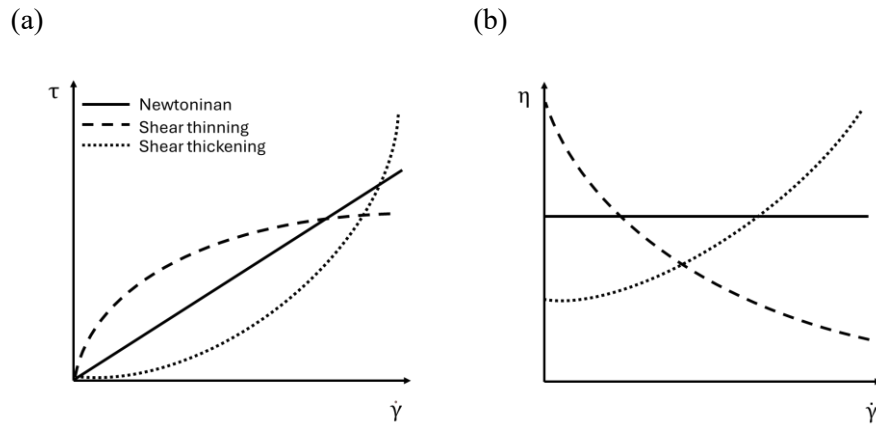 (a)
(b)
τ
Newtoninan
Shear thinning
Shear thickening
γ̇
η
γ̇